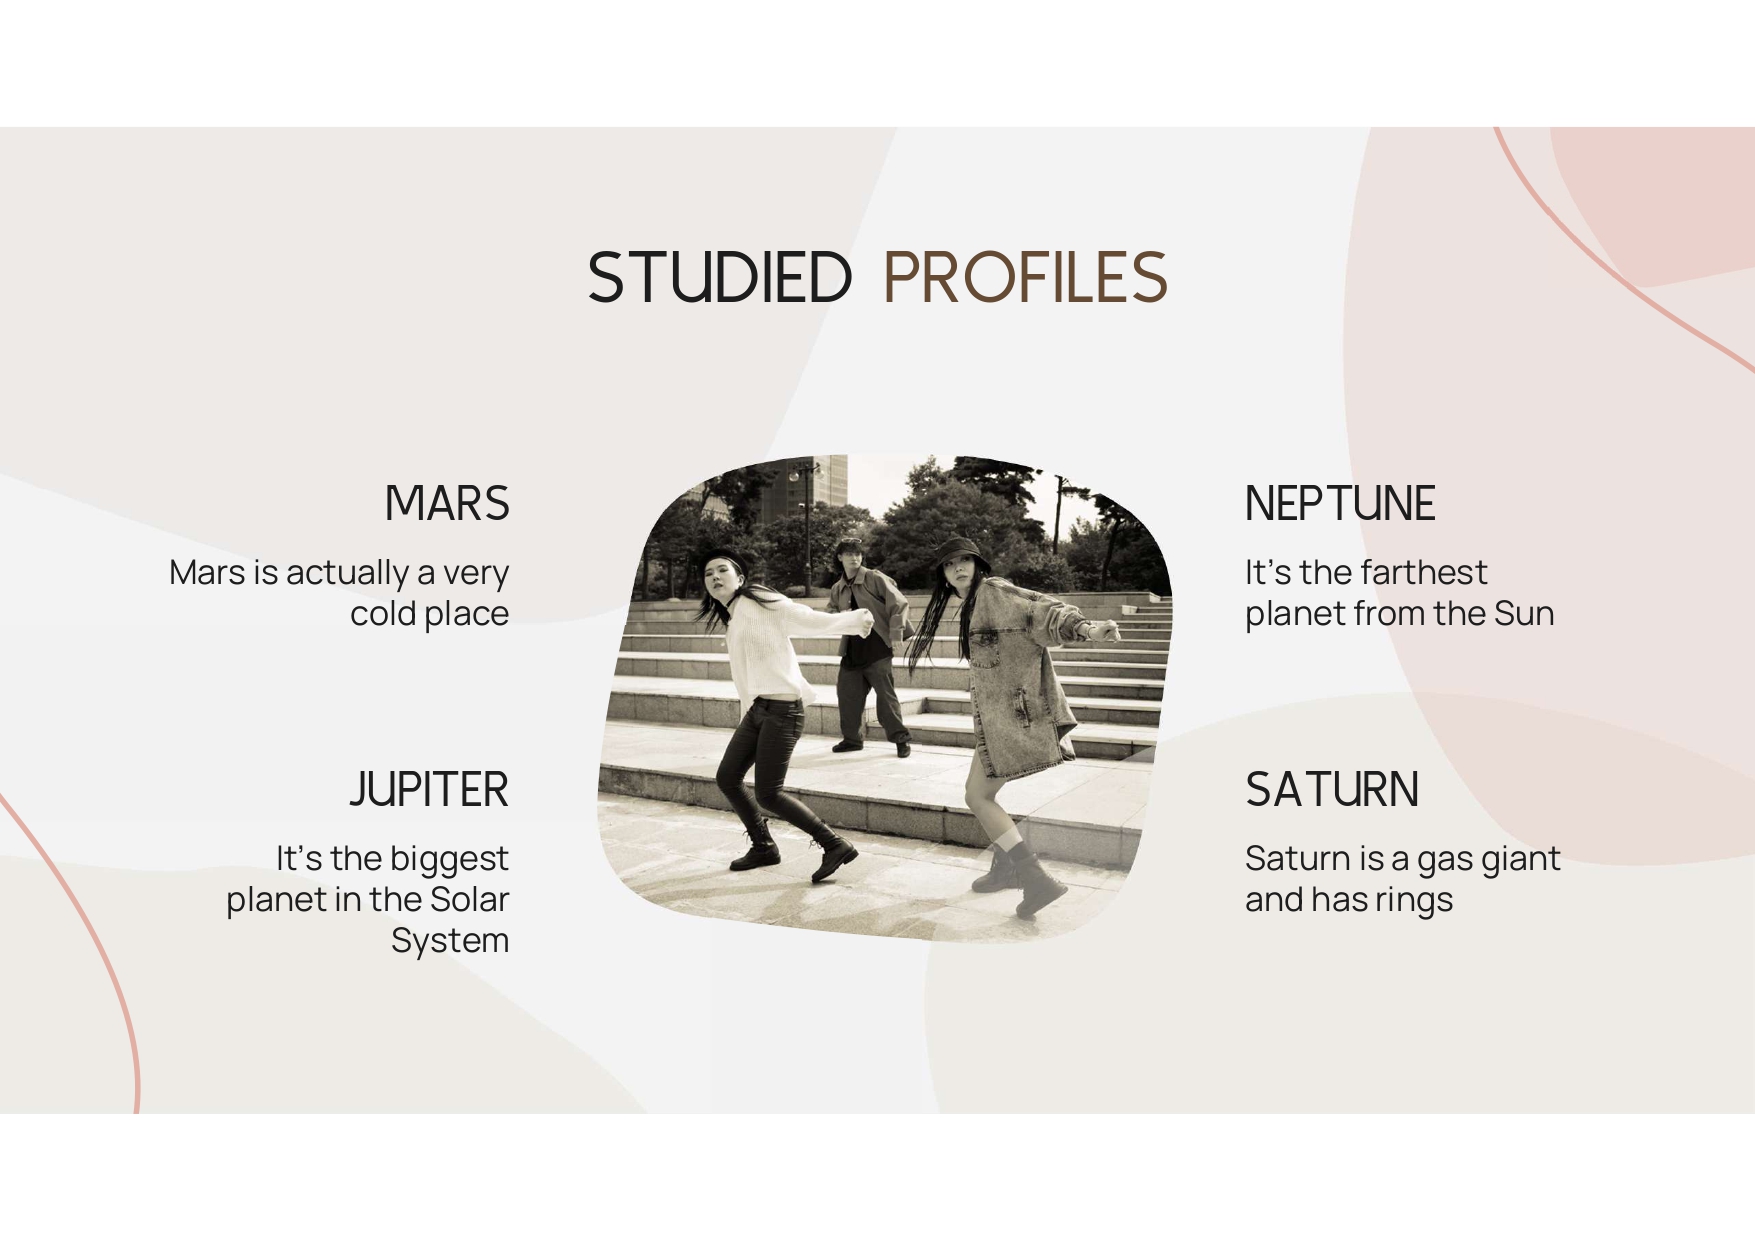 STUDIED PROFILES
MARS
Mars is actually a very
cold place
NEPTUNE
It’s the farthest
planet from the Sun
JUPITER
It’s the biggest
planet in the Solar
System
SATURN
Saturn is a gas giant
and has rings